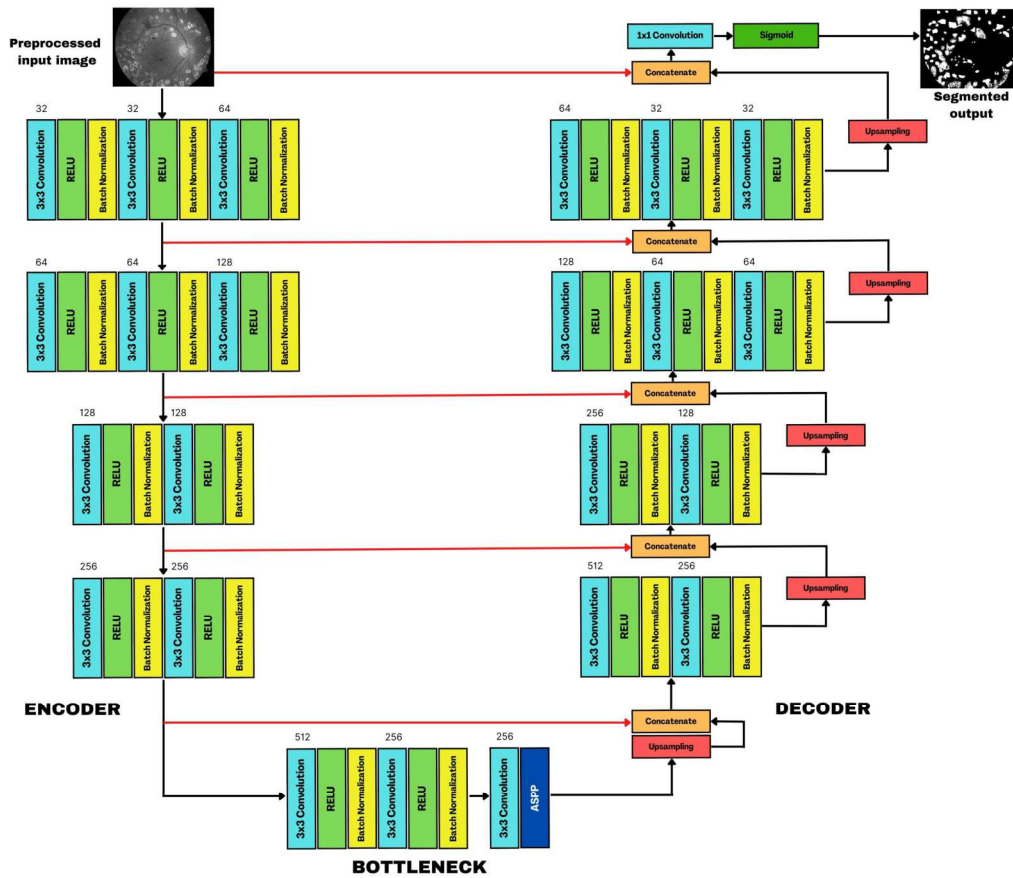 Preprocessed
input image
1x1 Convolution
Sigmoid
Concatenate
Segmented
output
32
32
64
3x3 Convolution
RELU
Batch Normalization
3x3 Convolution
RELU
Batch Normalization
3x3 Convolution
RELU
Batch Normalization
64
32
32
3x3 Convolution
RELU
Batch Normalization
3x3 Convolution
RELU
Batch Normalization
3x3 Convolution
RELU
Batch Normalization
Upsampling
Concatenate
64
64
128
3x3 Convolution
RELU
Batch Normalization
3x3 Convolution
RELU
Batch Normalization
3x3 Convolution
RELU
Batch Normalization
128
64
64
3x3 Convolution
RELU
Batch Normalization
3x3 Convolution
RELU
Batch Normalization
3x3 Convolution
RELU
Batch Normalization
Upsampling
Concatenate
128
128
3x3 Convolution
RELU
Batch Normalization
3x3 Convolution
RELU
Batch Normalization
256
128
3x3 Convolution
RELU
Batch Normalization
3x3 Convolution
RELU
Batch Normalization
Upsampling
Concatenate
256
256
3x3 Convolution
RELU
Batch Normalization
3x3 Convolution
RELU
Batch Normalization
512
256
3x3 Convolution
RELU
Batch Normalization
3x3 Convolution
RELU
Batch Normalization
Upsampling
ENCODER
DECODER
Concatenate
Upsampling
512
256
256
3x3 Convolution
RELU
Batch Normalization
3x3 Convolution
RELU
Batch Normalization
3x3 Convolution
ASPP
BOTTLENECK